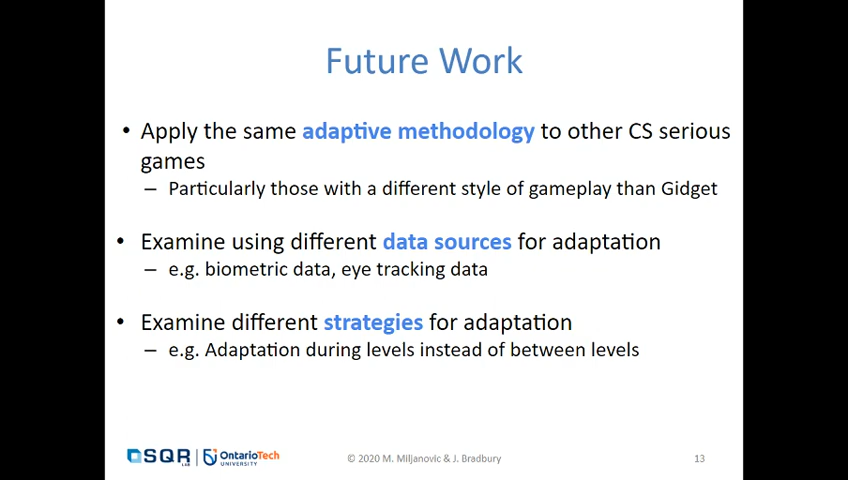 Future Work
• Apply the same adaptive methodology to other CS serious
games
– Particularly those with a different style of gameplay than Gidget
• Examine using different data sources for adaptation
– e.g. biometric data, eye tracking data
• Examine different strategies for adaptation
– e.g. Adaptation during levels instead of between levels
SQR LAB | OntarioTech
UNIVERSITY
© 2020 M. Miljanovic & J. Bradbury
13